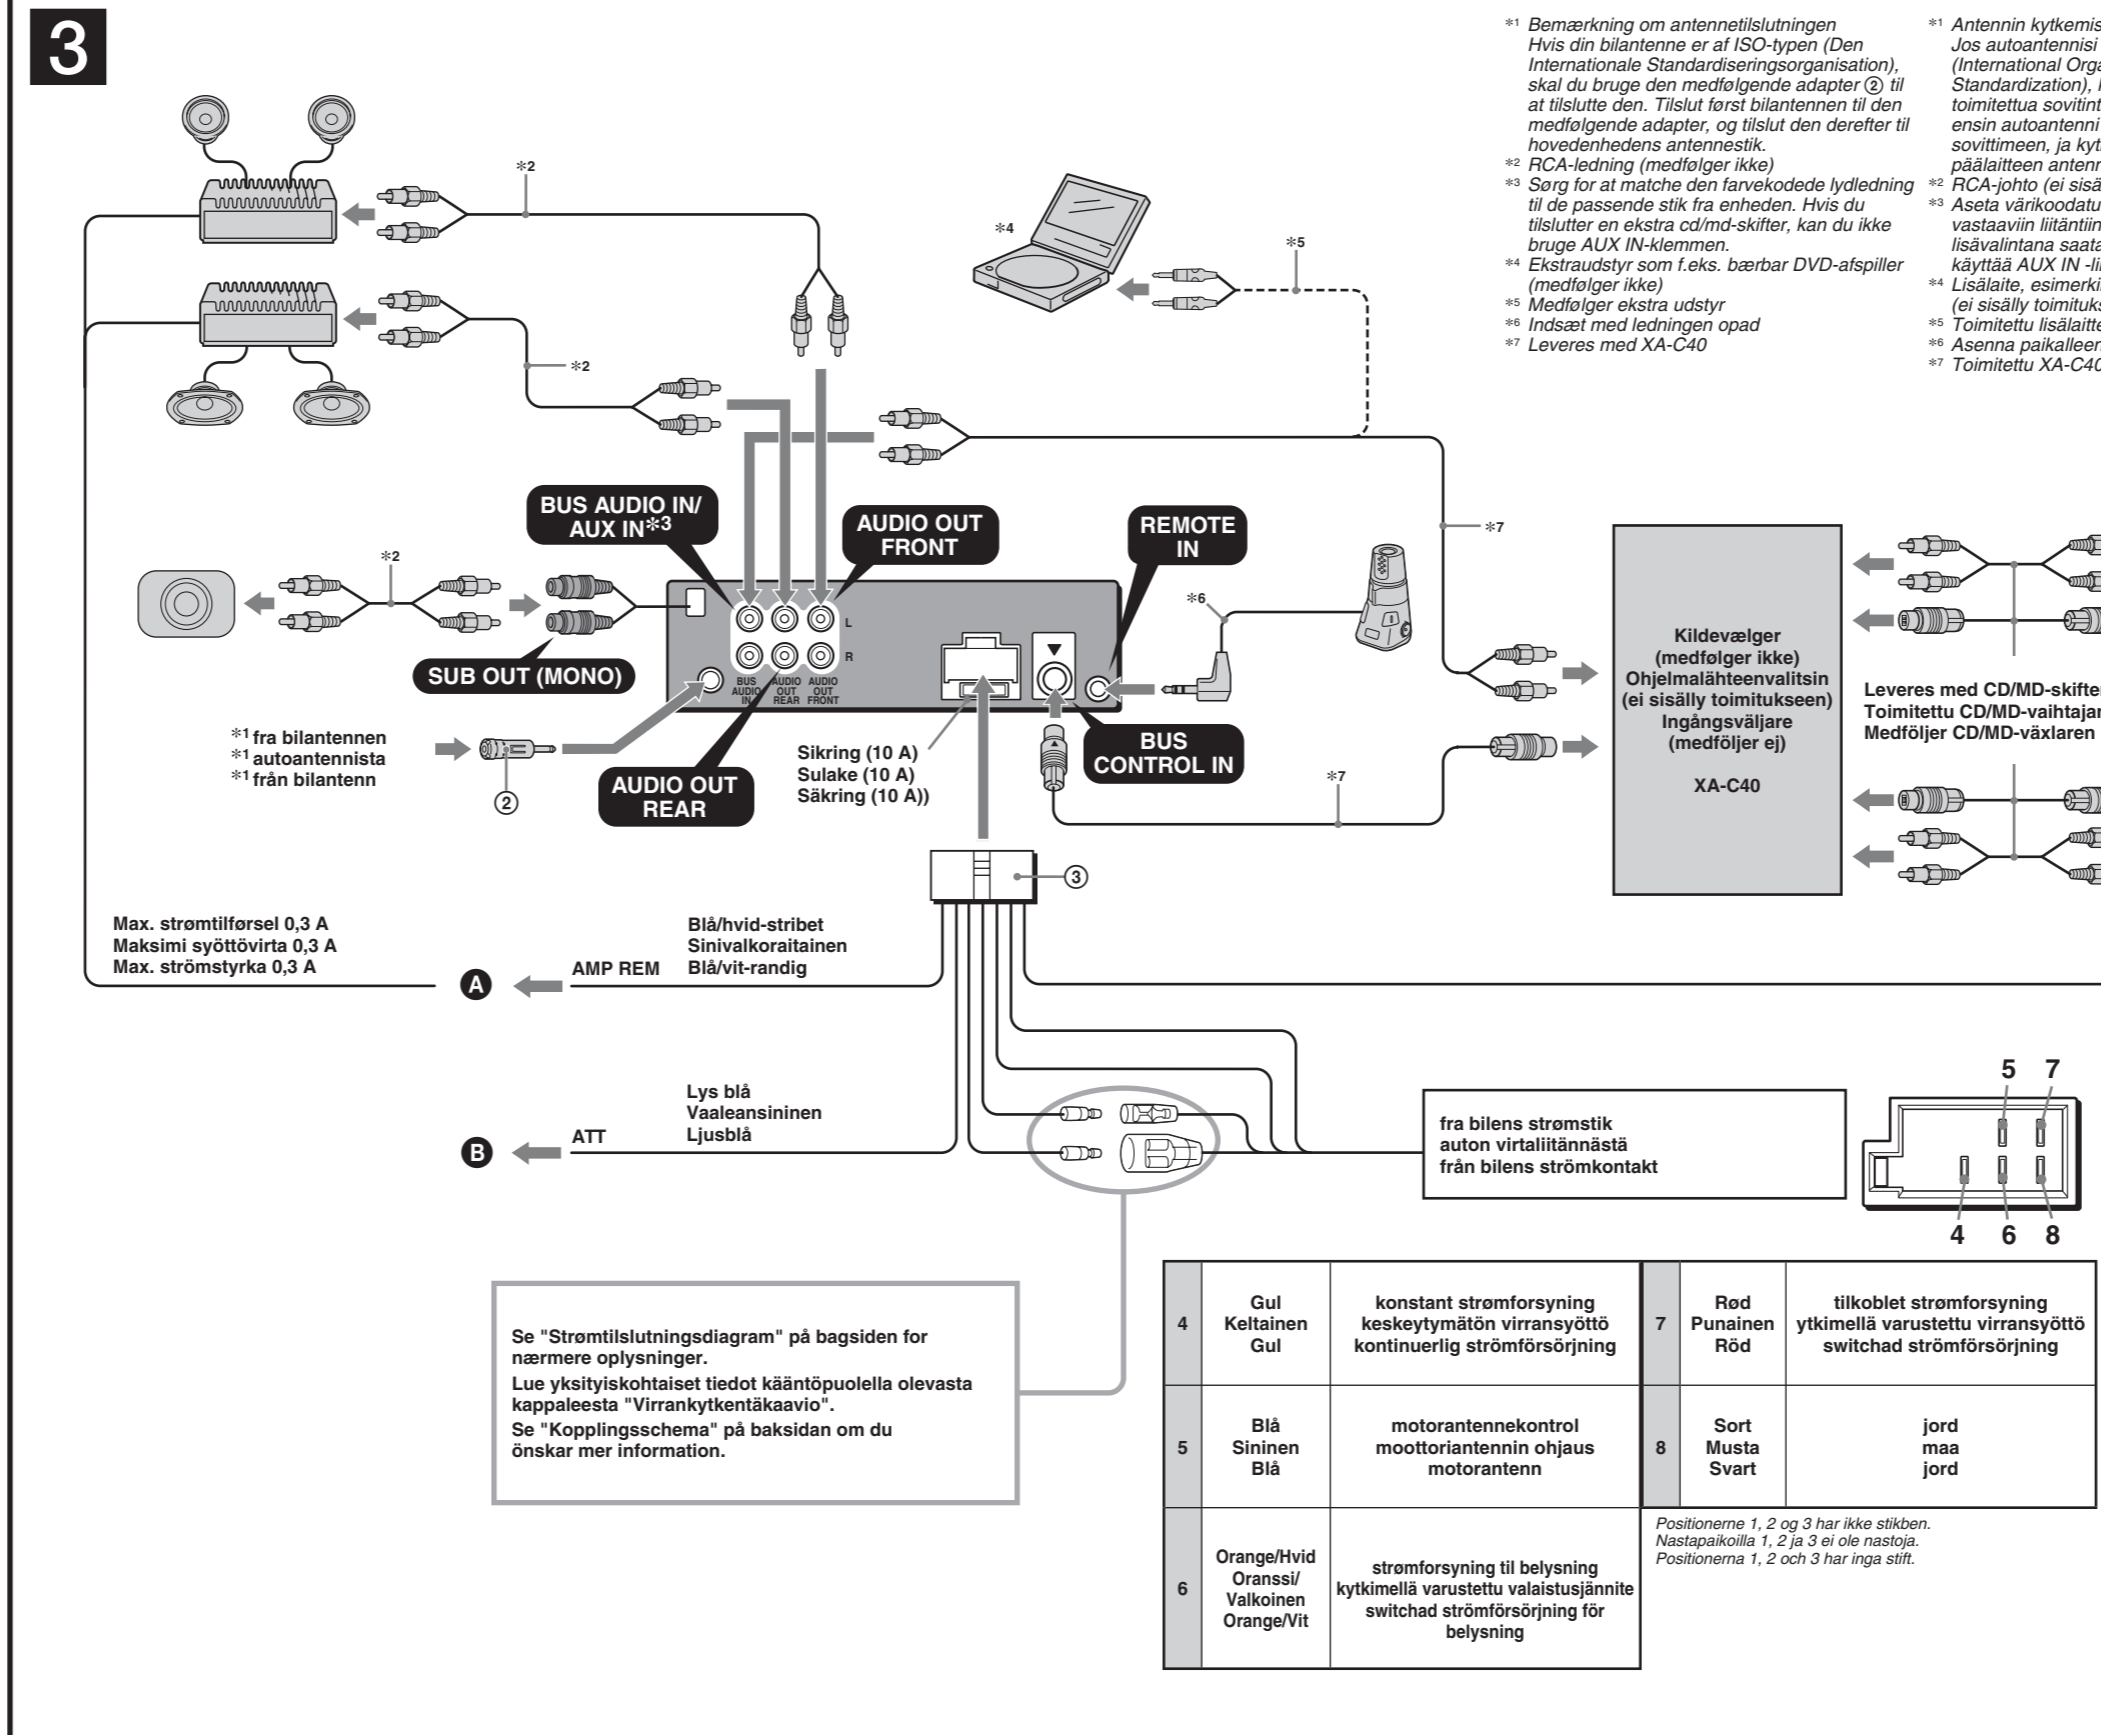 3
*1 Bemærkning om antennetilslutningen
Hvis din bilantenne er af ISO-typen (Den
Internationale Standardiseringsorganisation),
skal du bruge den medfølgende adapter ② til
at tilslutte den. Tilslut først bilantennen til den
medfølgende adapter, og tilslut den derefter til
hovedenhedens antennestik.
*2 RCA-ledning (medfølger ikke)
*3 Sørg for at matche den farvekodede lydledning
til de passende stik fra enheden. Hvis du
tilslutter en ekstra cd/md-skifter, kan du ikke
bruge AUX IN-klemmen.
*4 Ekstraudstyr som f.eks. bærbar DVD-afspiller
(medfølger ikke)
*5 Medfølger ekstra udstyr
*6 Indsæt med ledningen opad
*7 Leveres med XA-C40
*1 Antennin
Jos autoantennisi
(International
Standardization),
toimitettua
ensin autoantenni
sovittimeen, ja
päälaitteen
*2 RCA-johto (ei
*3 Aseta
vastaaviin
lisävalintana
käyttää AUX IN
*4 Lisälaite,
(ei sisälly
*5 Toimitettu
*6 Asenna
*7 Toimitettu XA-C40
*2
*4
*5
*2
BUS AUDIO IN/
AUX IN*3
AUDIO OUT
FRONT
REMOTE
IN
*7
*2
*6
L
R
BUS
AUDIO
IN
AUDIO
OUT
REAR
AUDIO
OUT
FRONT
SUB OUT (MONO)
Kildevælger
(medfølger ikke)
Ohjelmalähteenvalitsin
(ei sisälly toimitukseen)
Ingångsväljare
(medföljer ej)
XA-C40
Leveres med CD/MD-skifter
Toimitettu CD/MD-vaihtajan
Medföljer CD/MD-växlaren
*1 fra bilantennen
*1 autoantennista
*1 från bilantenn
②
AUDIO OUT
REAR
Sikring (10 A)
Sulake (10 A)
Säkring (10 A))
BUS
CONTROL IN
*7
③
Max. strømtilførsel 0,3 A
Maksimi syöttövirta 0,3 A
Max. strömstyrka 0,3 A
A
AMP REM
Blå/hvid-stribet
Sinivalkoraitainen
Blå/vit-randig
B
ATT
Lys blå
Vaaleansininen
Ljusblå
fra bilens strømstik
auton virtaliitännästä
från bilens strömkontakt
5 7
4 6 8
Se "Strømtilslutningsdiagram" på bagsiden for
nærmere oplysninger.
Lue yksityiskohtaiset tiedot kääntöpuolella olevasta
kappaleesta "Virrankytkentäkaavio".
Se "Kopplingsschema" på baksidan om du
önskar mer information.
4
Gul
Keltainen
Gul
konstant strømforsyning
keskeytymätön virransyöttö
kontinuerlig strömförsörjning
7
Rød
Punainen
Röd
tilkoblet strømforsyning
ytkimellä varustettu virransyöttö
switchad strömförsörjning
5
Blå
Sininen
Blå
motorantennekontrol
moottoriantennin ohjaus
motorantenn
8
Sort
Musta
Svart
jord
maa
jord
6
Orange/Hvid
Oranssi/
Valkoinen
Orange/Vit
strømforsyning til belysning
kytkimellä varustettu valaistusjännite
switchad strömförsörjning för
belysning
Positionerne 1, 2 og 3 har ikke stikben.
Nastapaikoilla 1, 2 ja 3 ei ole nastoja.
Positionerna 1, 2 och 3 har inga stift.